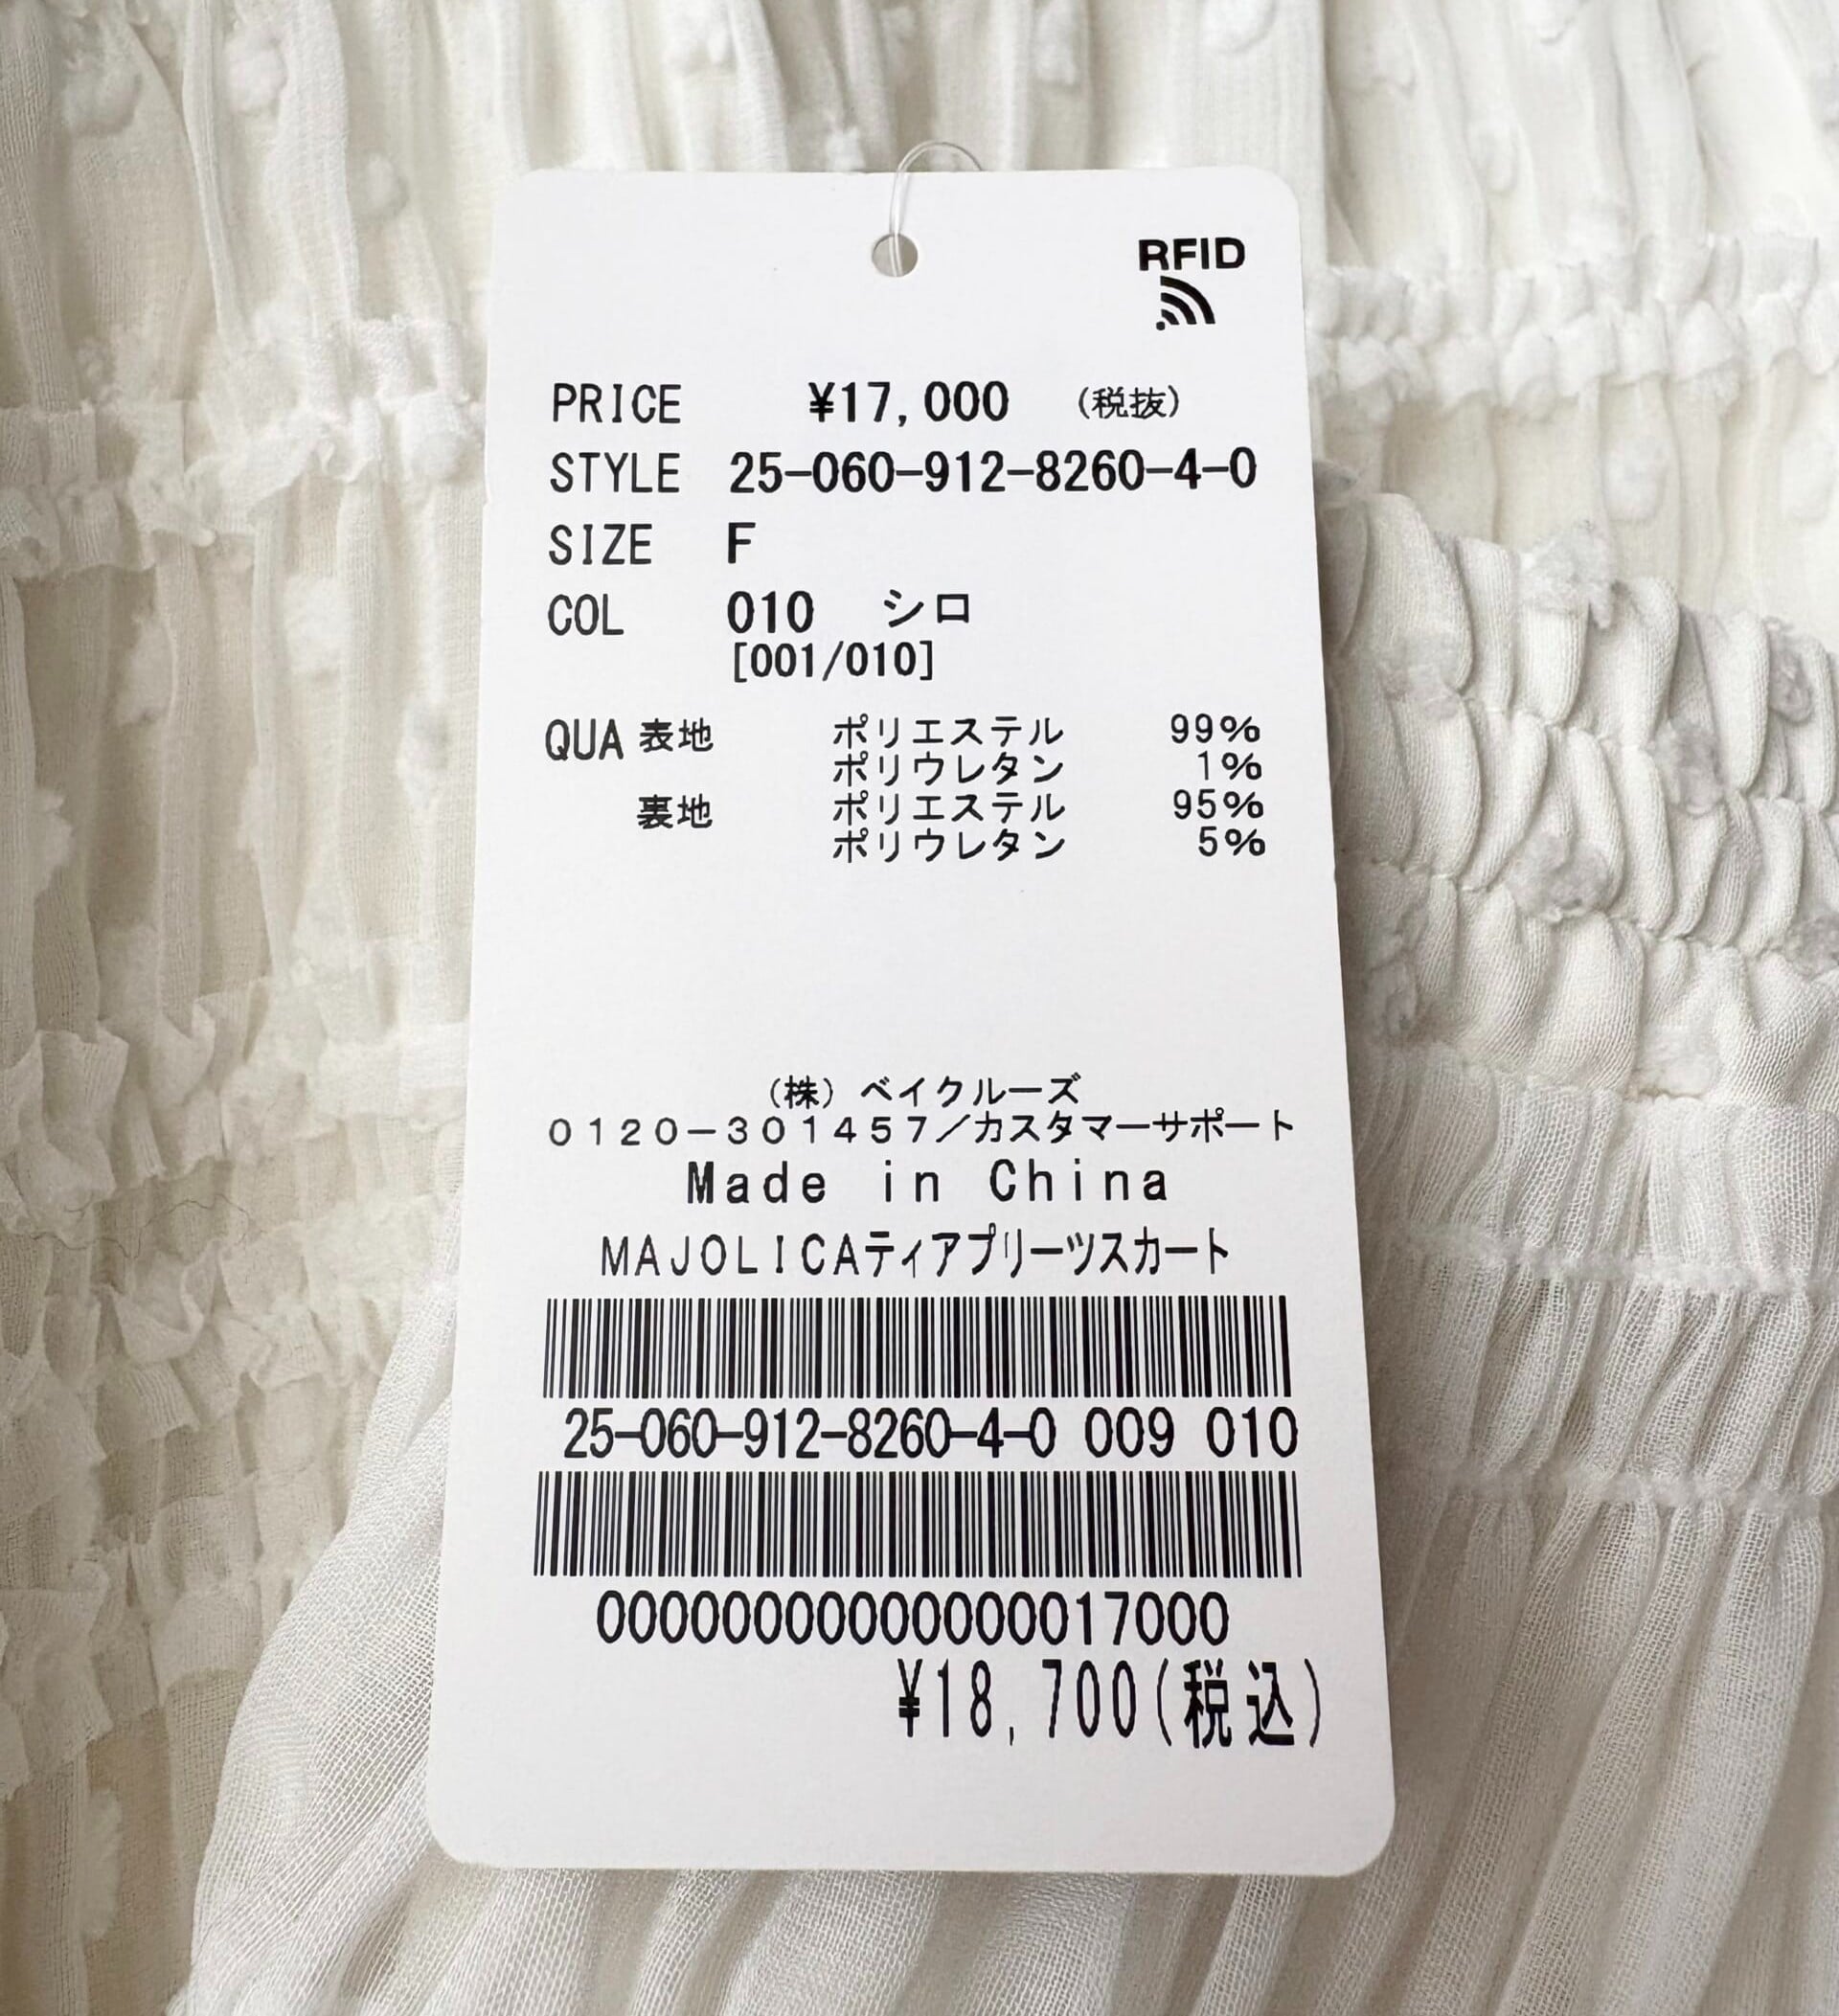 RFID
PRICE ¥17,000 (税抜)
STYLE 25-060-912-8260-4-0
SIZE F
COL 010 シロ
[001/010]
QUA 表地 ポリエステル 99%
ポリウレタン 1%
裏地 ポリエステル 95%
ポリウレタン 5%
(株) ベイクルーズ
0120-301457/カスタマーサポート
Made in China
MAJOLICAティアプリーツスカート
25-060-912-8260-4-0 009 010
00000000000000017000
¥18,700(税込)